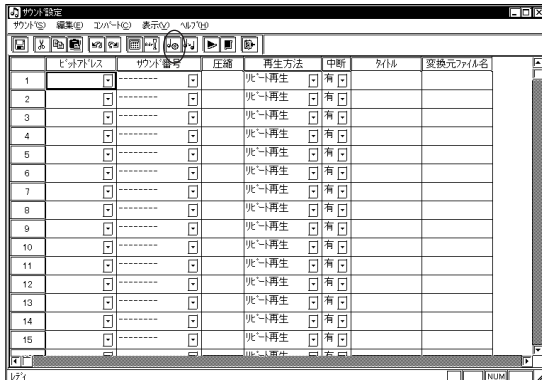 サウンド設定
サウンド(S) 編集(E) コンバート(C) 表示(V) ヘルプ(H)
ビットアドレス サウンド番号 圧縮 再生方法 中断 タイトル 変換元ファイル名
1 -------- リピート再生 有
2 -------- リピート再生 有
3 -------- リピート再生 有
4 -------- リピート再生 有
5 -------- リピート再生 有
6 -------- リピート再生 有
7 -------- リピート再生 有
8 -------- リピート再生 有
9 -------- リピート再生 有
10 -------- リピート再生 有
11 -------- リピート再生 有
12 -------- リピート再生 有
13 -------- リピート再生 有
14 -------- リピート再生 有
15 -------- リピート再生 有
リピート再生 有
レディ NUM